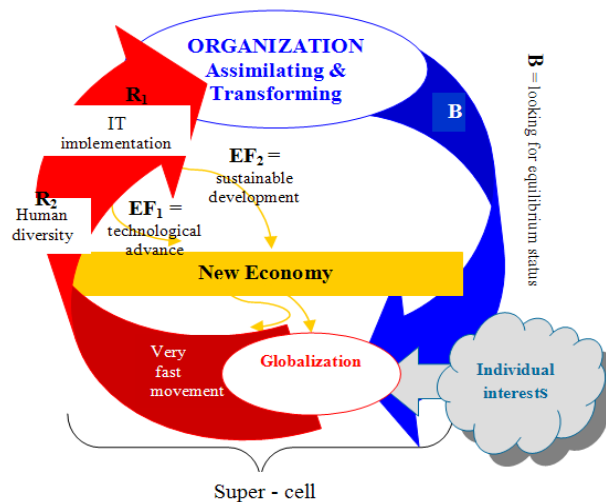 ORGANIZATION
Assimilating &
Transforming
R1
IT
implementation
B
B = looking for equilibrium status
EF2 =
sustainable
development
R2
Human
diversity
EF1 =
technological
advance
New Economy
Very
fast
movement
Globalization
Individual
interests
Super - cell